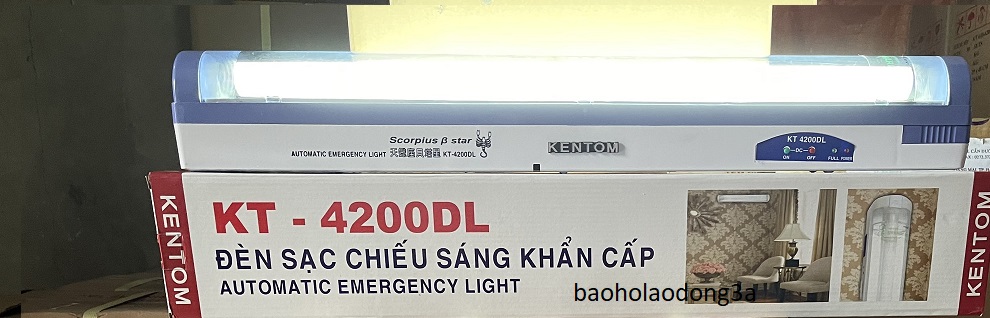 Scorpius β star
AUTOMATIC EMERGENCY LIGHT
KT-4200DL
KENTOM
KT 4200DL
DC
ON OFF FULL POWER
KENTOM
KT - 4200DL
ĐÈN SẠC CHIẾU SÁNG KHẨN CẤP
AUTOMATIC EMERGENCY LIGHT
baoholaodong3a
KENTOM